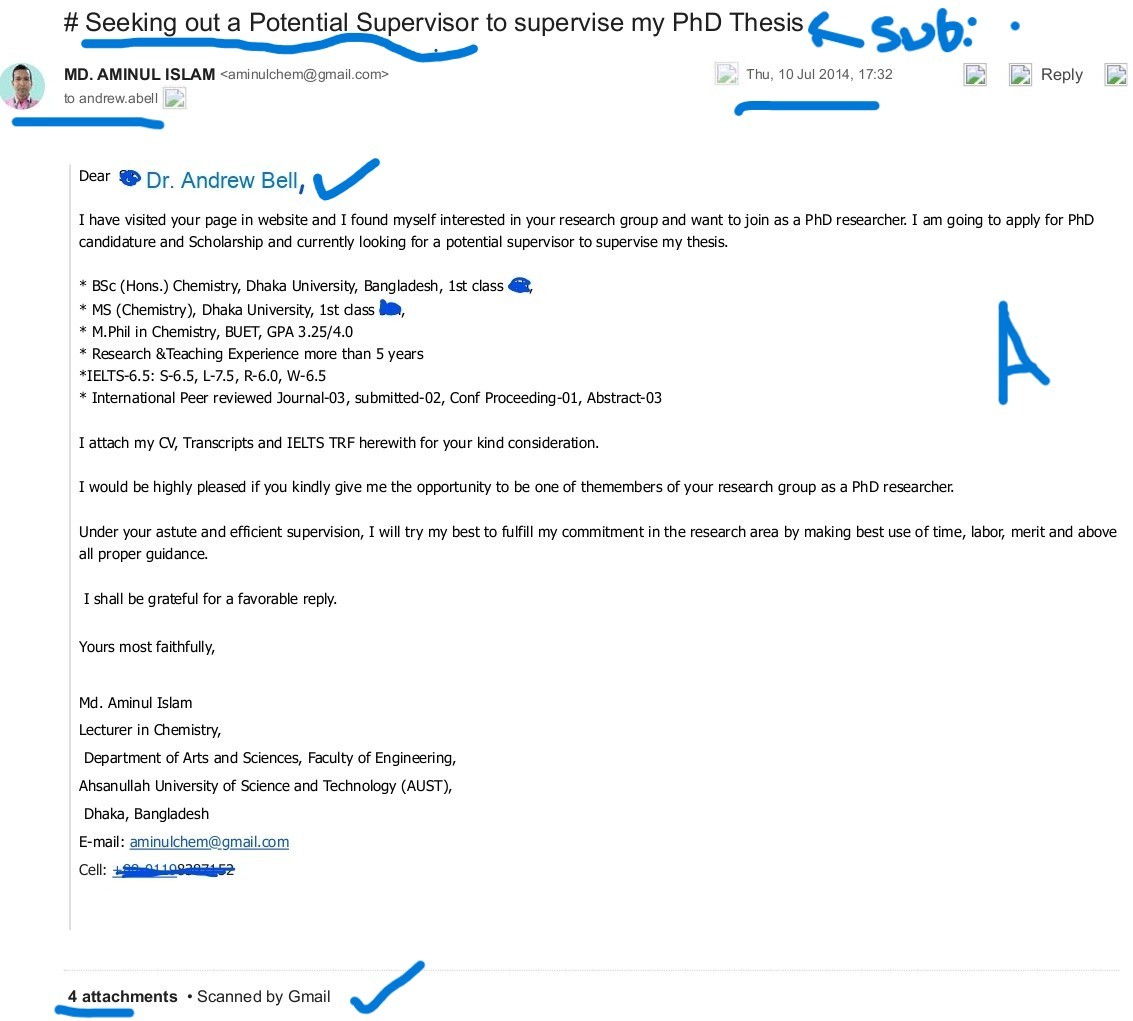 # Seeking out a Potential Supervisor to supervise my PhD Thesis
Sub:
MD. AMINUL ISLAM <aminulchem@gmail.com>
Thu, 10 Jul 2014, 17:32
Reply
to andrew.abell
Dear
Dr. Andrew Bell,
I have visited your page in website and I found myself interested in your research group and want to join as a PhD researcher. I am going to apply for PhD
candidature and Scholarship and currently looking for a potential supervisor to supervise my thesis.
* BSc (Hons.) Chemistry, Dhaka University, Bangladesh, 1st class
* MS (Chemistry), Dhaka University, 1st class ,
* M.Phil in Chemistry, BUET, GPA 3.25/4.0
* Research &Teaching Experience more than 5 years
*IELTS-6.5: S-6.5, L-7.5, R-6.0, W-6.5
* International Peer reviewed Journal-03, submitted-02, Conf Proceeding-01, Abstract-03
A
I attach my CV, Transcripts and IELTS TRF herewith for your kind consideration.
I would be highly pleased if you kindly give me the opportunity to be one of themembers of your research group as a PhD researcher.
Under your astute and efficient supervision, I will try my best to fulfill my commitment in the research area by making best use of time, labor, merit and above
all proper guidance.
I shall be grateful for a favorable reply.
Yours most faithfully,
Md. Aminul Islam
Lecturer in Chemistry,
Department of Arts and Sciences, Faculty of Engineering,
Ahsanullah University of Science and Technology (AUST),
Dhaka, Bangladesh
E-mail: aminulchem@gmail.com
Cell:
4 attachments • Scanned by Gmail